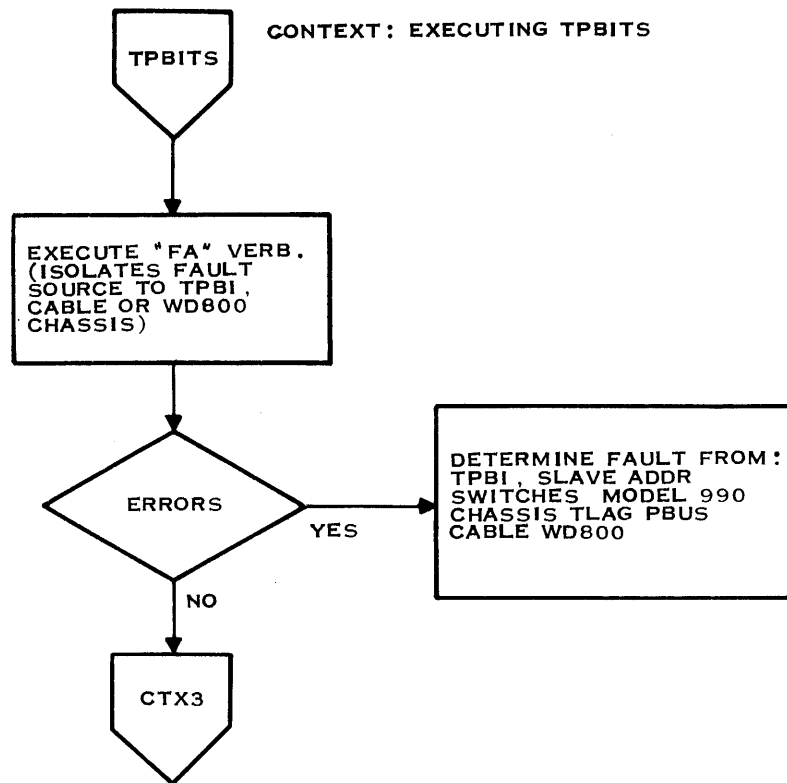 CONTEXT: EXECUTING TPBITS
TPBITS
EXECUTE "FA" VERB.
(ISOLATES FAULT
SOURCE TO TPBI,
CABLE OR WD800
CHASSIS)
ERRORS
YES
DETERMINE FAULT FROM:
TPBI, SLAVE ADDR
SWITCHES MODEL 990
CHASSIS TLAG PBUS
CABLE WD800
NO
CTX3